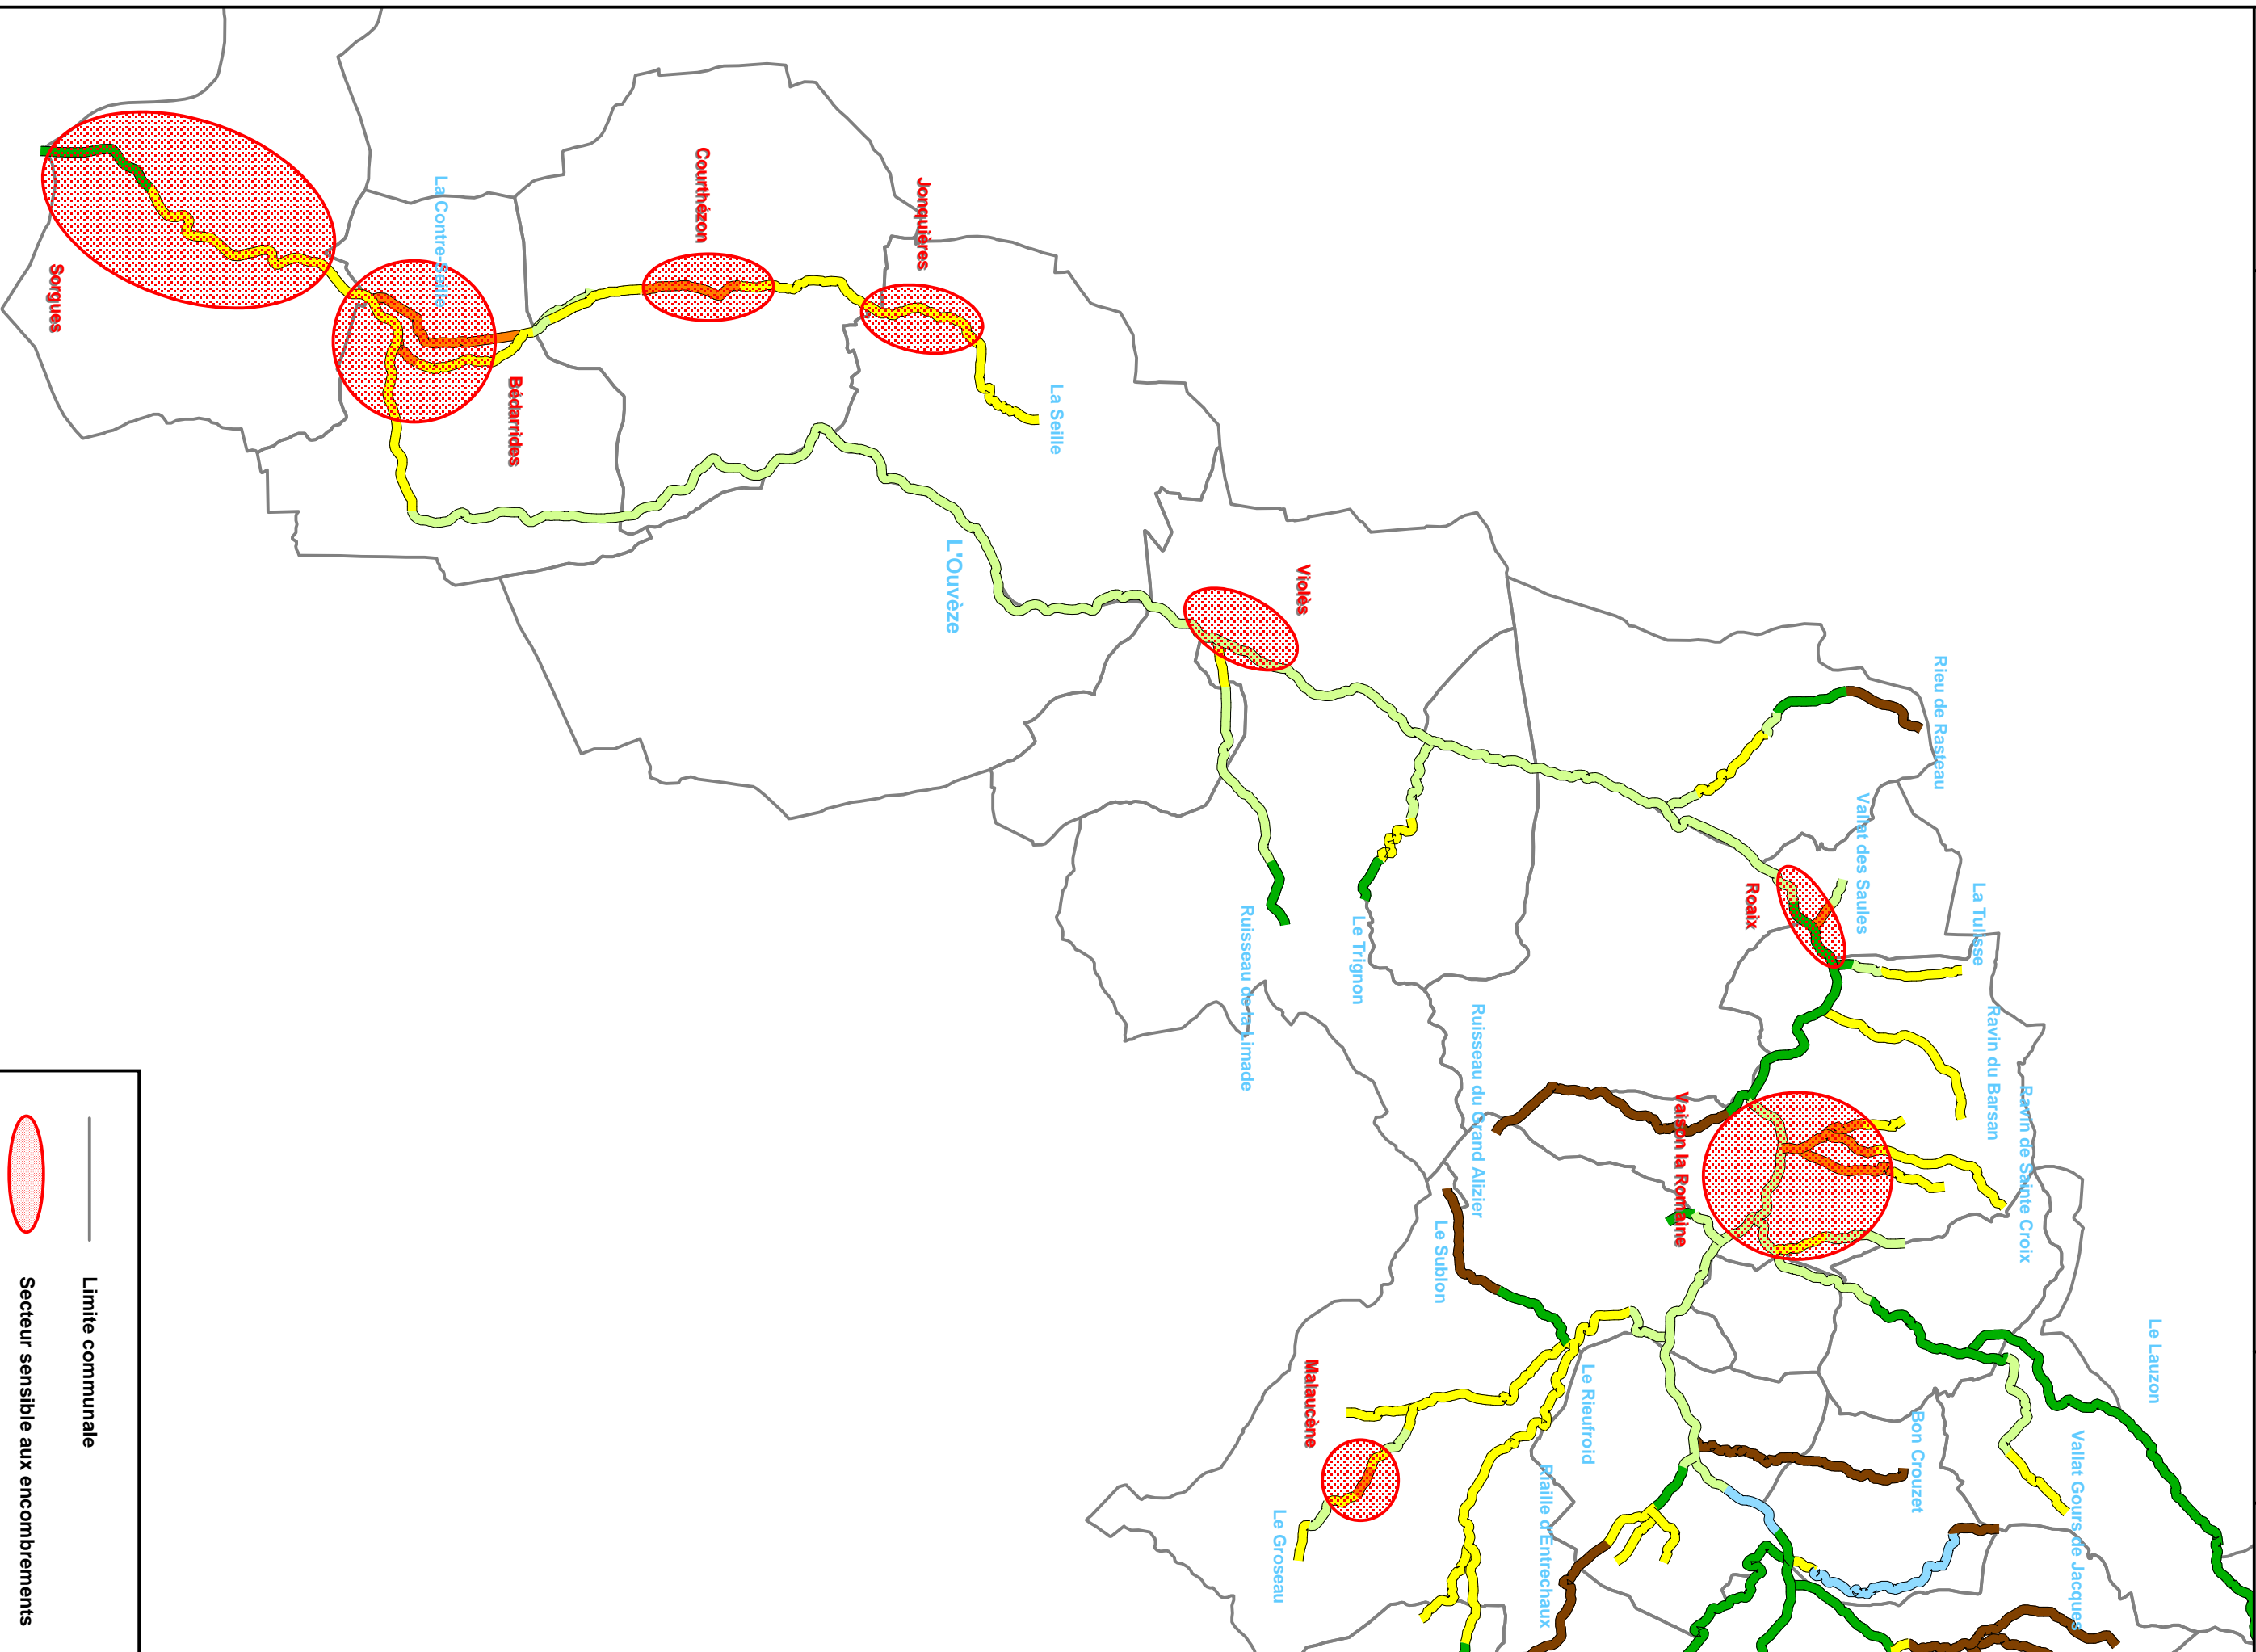 Le Lauzon
Vallat Gours de Jacques
Ravin de Sainte Croix
Ravin du Barsan
La Tulisse
Rieu de Rasteau
Bon Crouzet
Vallat des Saules
Roaix
Vaison la Romaine
Le Rieufroid
Riaille d'Entrechaux
Ruisseau du Grand Alizier
Le Sublon
Le Trignon
Malaucène
Violès
Le Groseau
Ruisseau de la Limade
La Seille
L'Ouvèze
Jonquières
Courthézon
Bédarrides
La Contre-Seille
Sorgues
Limite communale
Secteur sensible aux encombrements